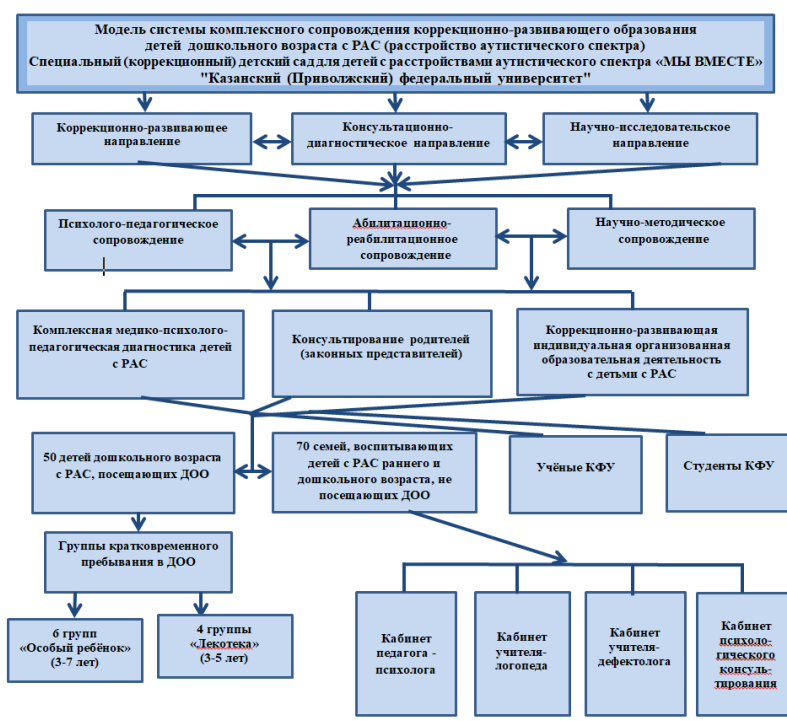 Модель системы комплексного сопровождения коррекционно-развивающего образования
детей дошкольного возраста с РАС (расстройство аутистического спектра)
Специальный (коррекционный) детский сад для детей с расстройствами аутистического спектра «МЫ ВМЕСТЕ»
"Казанский (Приволжский) федеральный университет"
Коррекционно-развивающее
направление
Консультационно-
диагностическое направление
Научно-исследовательское
направление
Психолого-педагогическое
сопровождение
Абилитационно-
реабилитационное
сопровождение
Научно-методическое
сопровождение
Комплексная медико-психолого-
педагогическая диагностика детей
с РАС
Консультирование родителей
(законных представителей)
Коррекционно-развивающая
индивидуальная организованная
образовательная деятельность
с детьми с РАС
50 детей дошкольного возраста
с РАС, посещающих ДОО
70 семей, воспитывающих
детей с РАС раннего и
дошкольного возраста, не
посещающих ДОО
Учёные КФУ
Студенты КФУ
Группы кратковременного
пребывания в ДОО
6 групп
«Особый ребёнок»
(3-7 лет)
4 группы
«Лекотека»
(3-5 лет)
Кабинет
педагога -
психолога
Кабинет
учителя-
логопеда
Кабинет
учителя-
дефектолога
Кабинет
психоло-
гического
консуль-
тирования